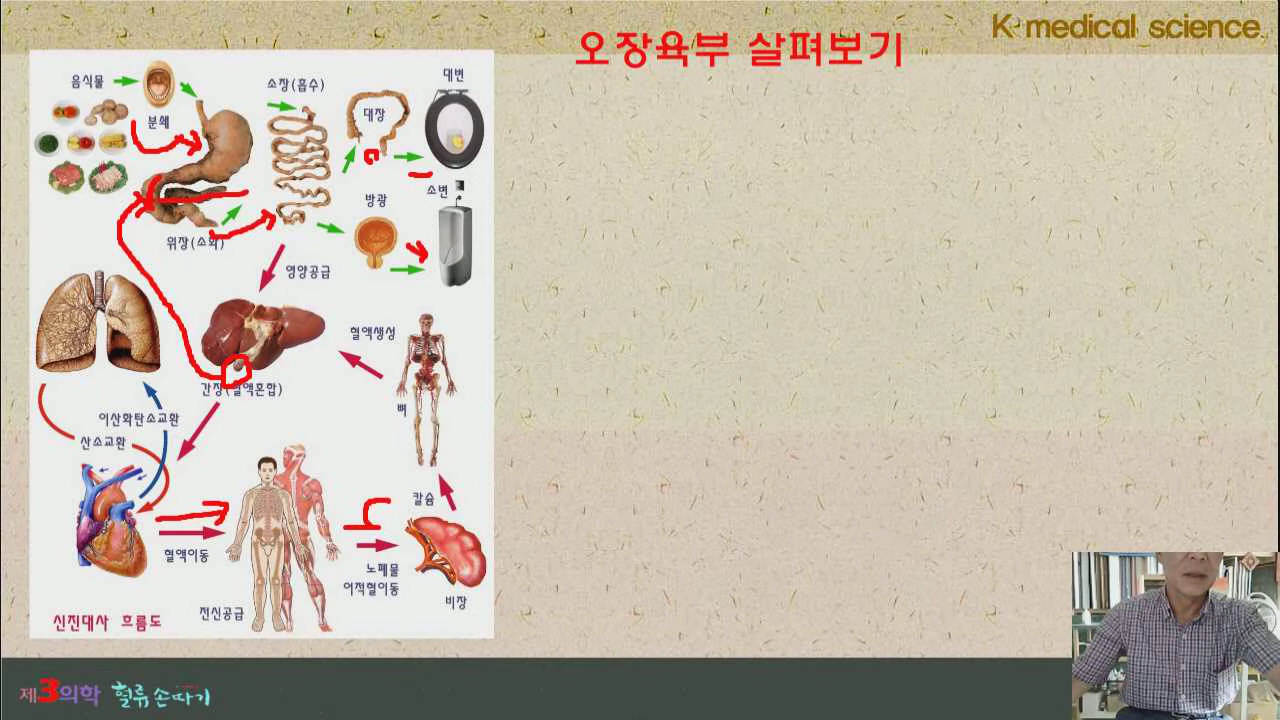 K medical science
오장육부 살펴보기
음식물
분쇄
소장(흡수)
대장
대변
소변
방광
위장(소화)
영양공급
혈액생성
뼈
이산화탄소교환
산소교환
칼슘
혈액이동
노폐물
어적혈이동
비장
전신공급
신진대사 흐름도
제3의학 혈류손따기